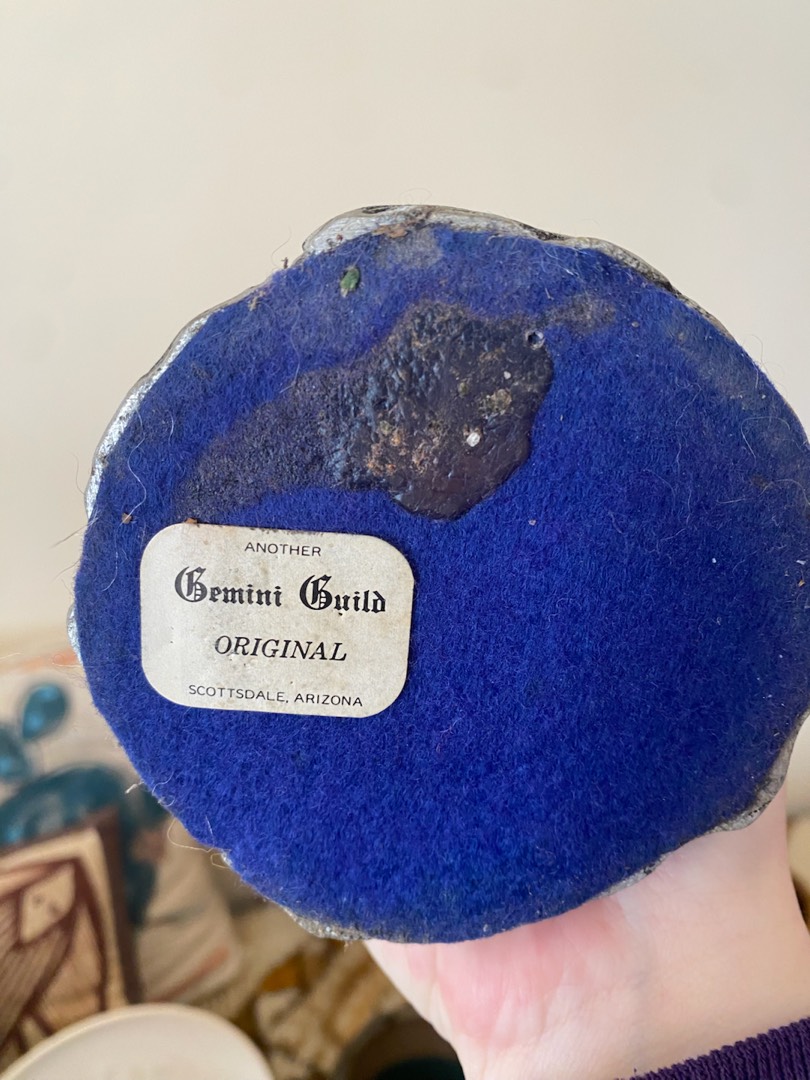 ANOTHER
Gemini Guild
ORIGINAL
SCOTTSDALE, ARIZONA